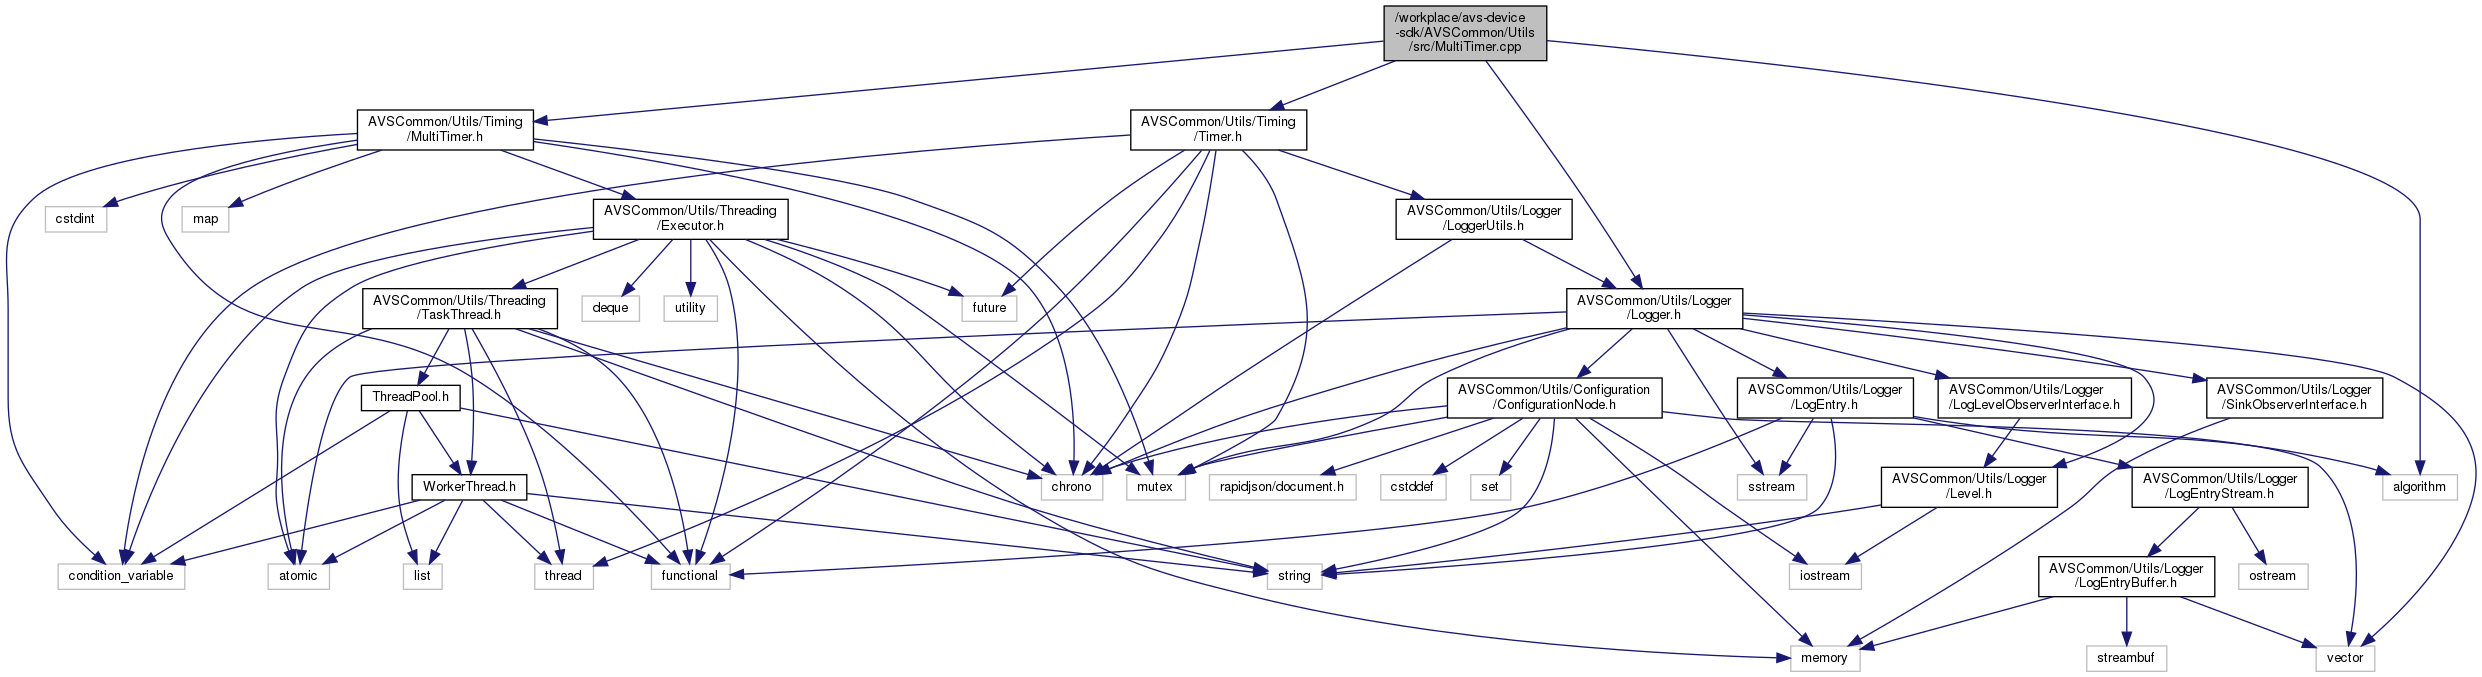 /workplace/avs-device
-sdk/AVSCommon/Utils
/src/MultiTimer.cpp
AVSCommon/Utils/Timing
/MultiTimer.h
AVSCommon/Utils/Timing
/Timer.h
cstdint
map
AVSCommon/Utils/Threading
/Executor.h
AVSCommon/Utils/Logger
/LoggerUtils.h
AVSCommon/Utils/Threading
/TaskThread.h
deque
utility
future
AVSCommon/Utils/Logger
/Logger.h
ThreadPool.h
AVSCommon/Utils/Configuration
/ConfigurationNode.h
AVSCommon/Utils/Logger
/LogEntry.h
AVSCommon/Utils/Logger
/LogLevelObserverInterface.h
AVSCommon/Utils/Logger
/SinkObserverInterface.h
WorkerThread.h
chrono
mutex
rapidjson/document.h
cstddef
set
sstream
AVSCommon/Utils/Logger
/Level.h
AVSCommon/Utils/Logger
/LogEntryStream.h
algorithm
condition_variable
atomic
list
thread
functional
string
iostream
AVSCommon/Utils/Logger
/LogEntryBuffer.h
ostream
memory
streambuf
vector